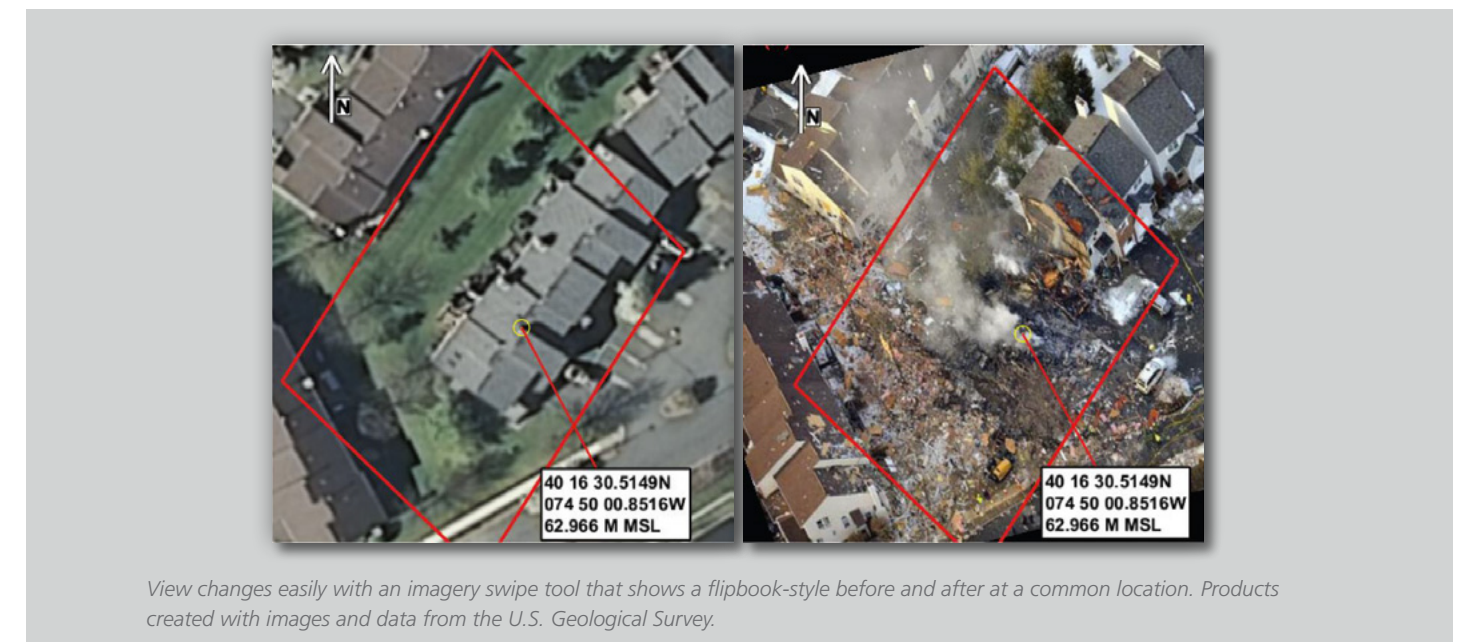 N
40 16 30.5149N
074 50 00.8516W
62.966 M MSL
N
40 16 30.5149N
074 50 00.8516W
62.966 M MSL
View changes easily with an imagery swipe tool that shows a flipbook-style before and after at a common location. Products
created with images and data from the U.S. Geological Survey.